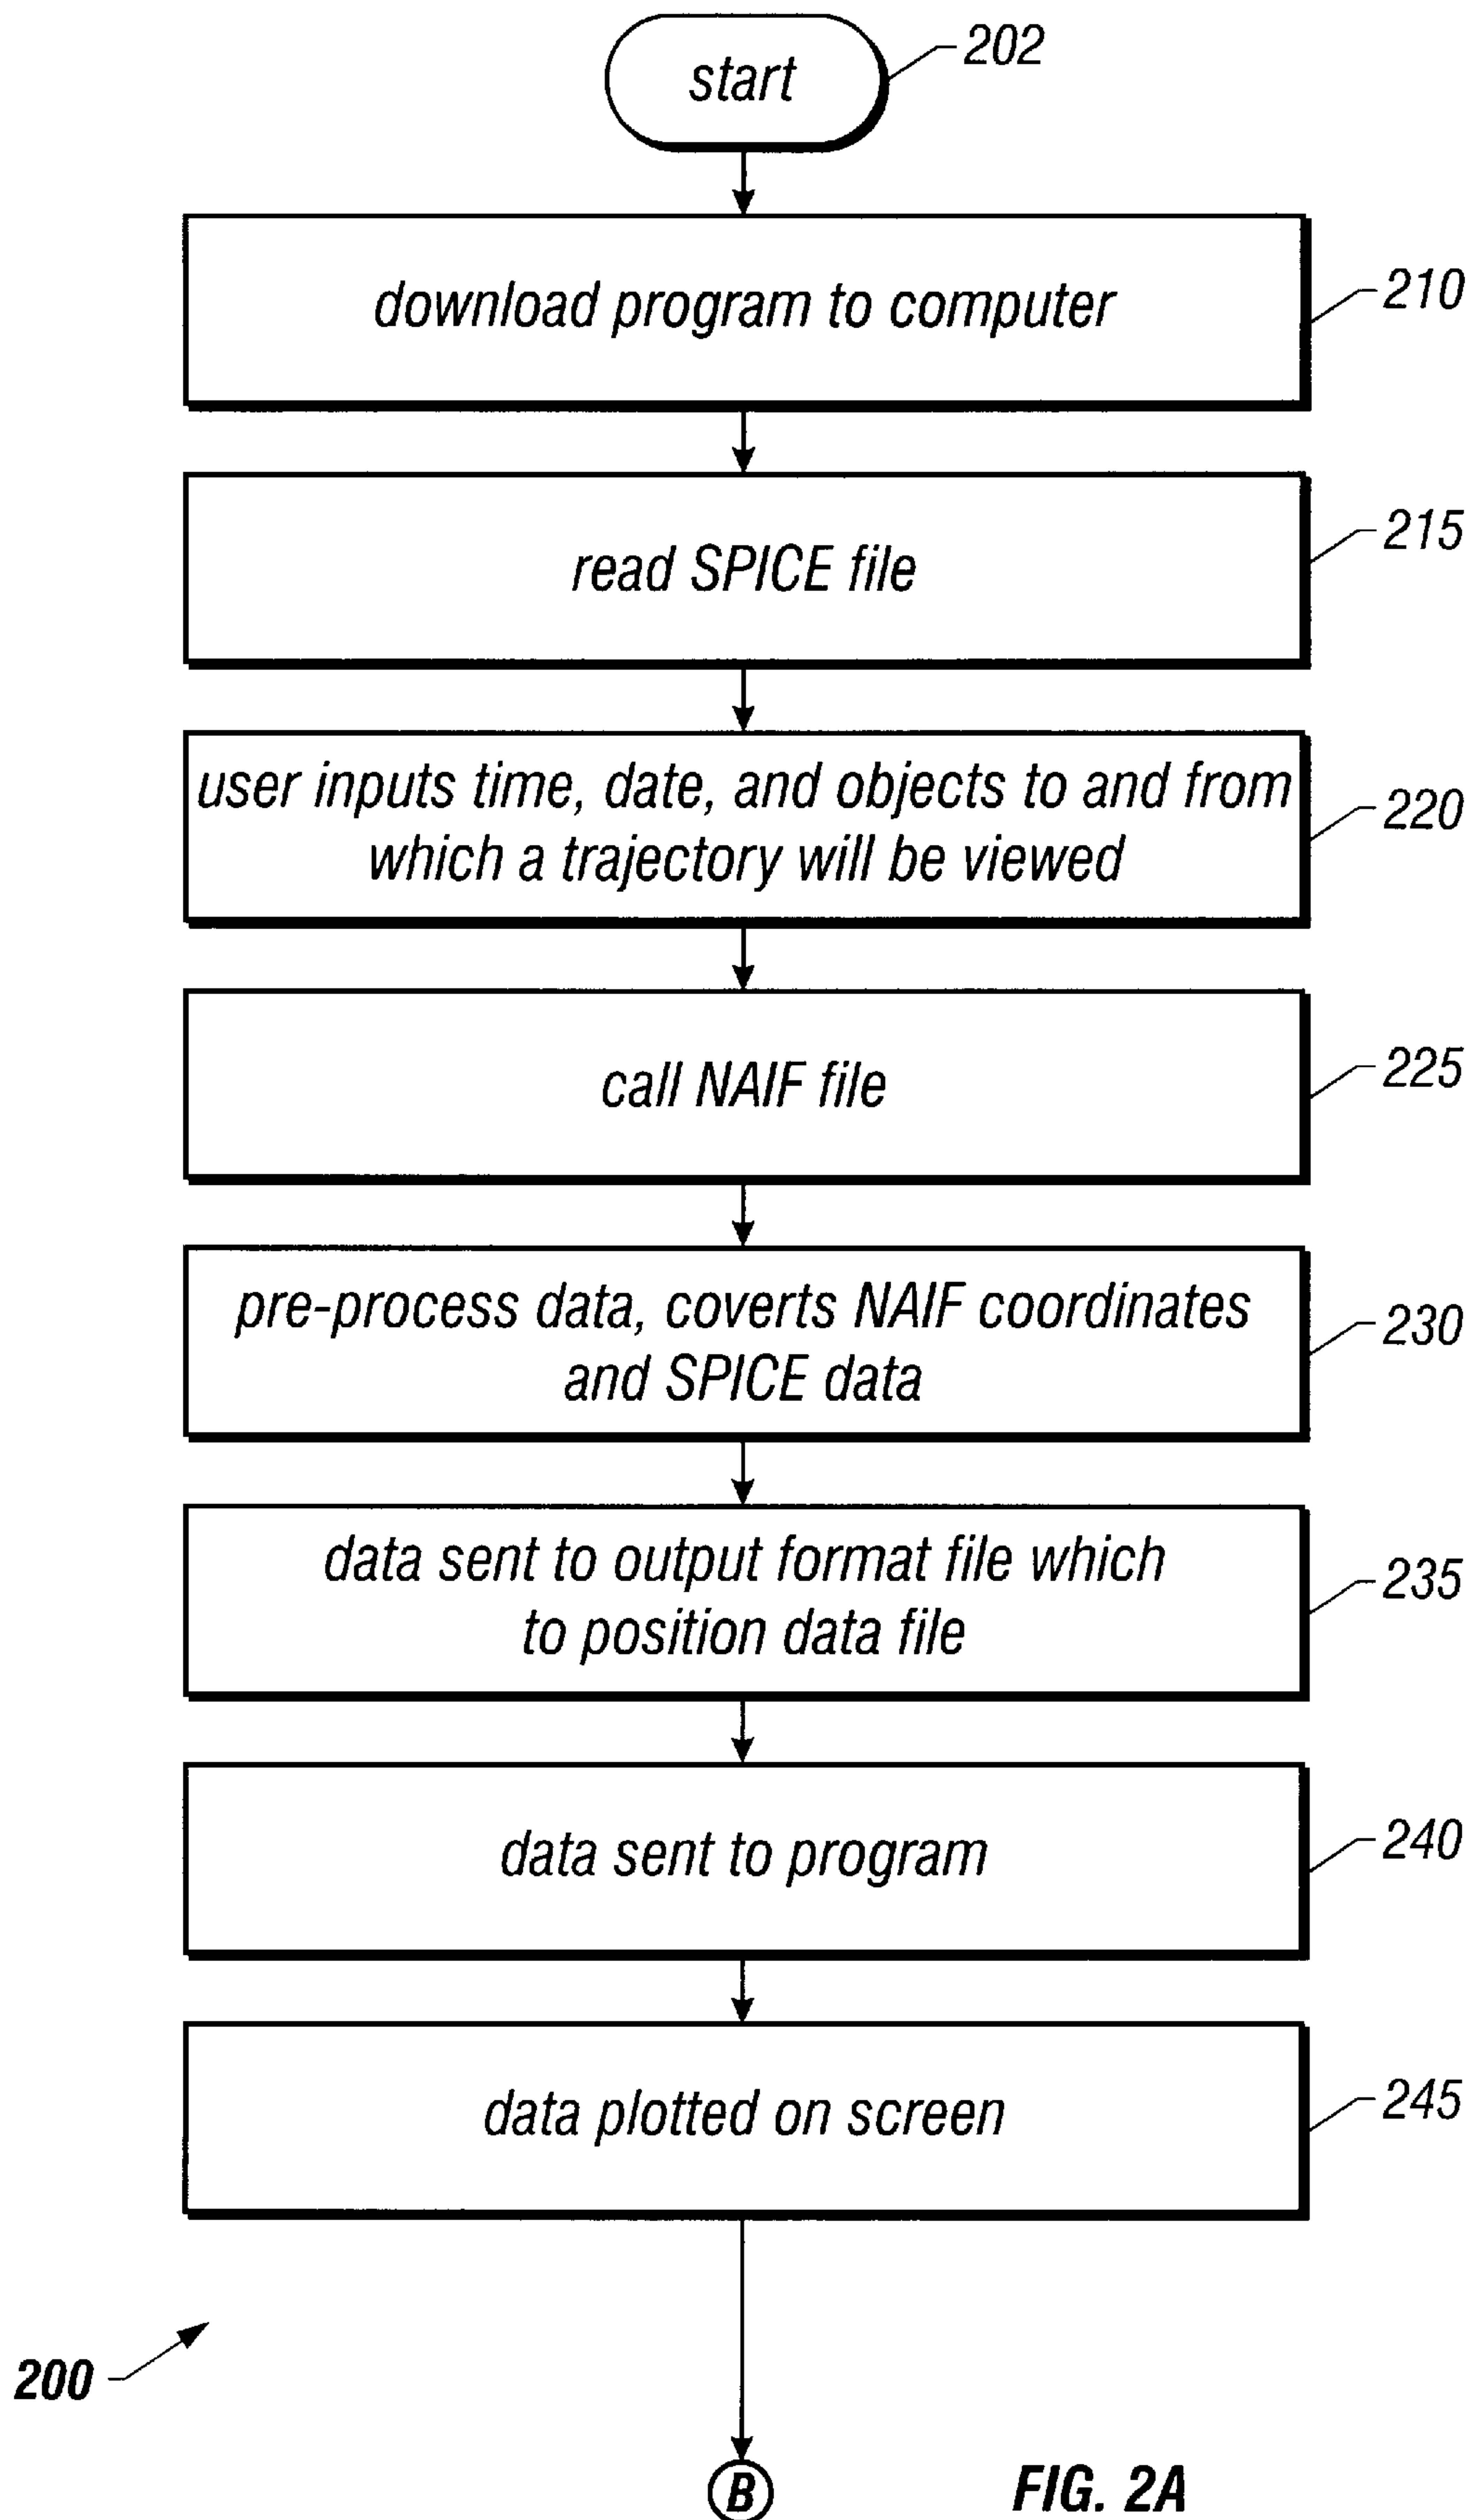 start
202
download program to computer
210
read SPICE file
215
user inputs time, date, and objects to and from
which a trajectory will be viewed
220
call NAIF file
225
pre-process data, coverts NAIF coordinates
and SPICE data
230
data sent to output format file which
to position data file
235
data sent to program
240
data plotted on screen
245
200
B
FIG. 2A